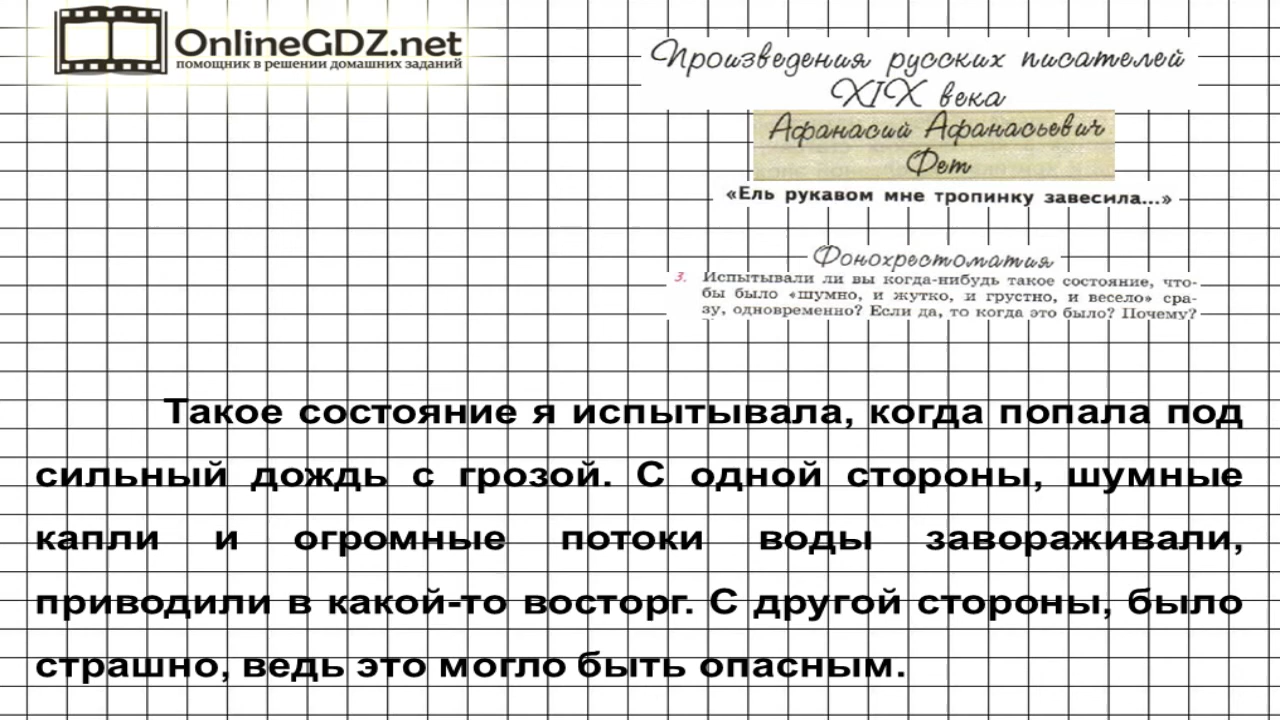 OnlineGDZ.net
помощник в решении домашних заданий
Произведения русских писателей
XIX века
Афанасий Афанасьевич
Фет
«Ель рукавом мне тропинку завесила...»
Фонохрестоматия
3. Испытывали ли вы когда-нибудь такое состояние, что-
бы было «шумно, и жутко, и грустно, и весело» сра-
зу, одновременно? Если да, то когда это было? Почему?
Такое состояние я испытывала, когда попала под
сильный дождь с грозой. С одной стороны, шумные
капли и огромные потоки воды завораживали,
приводили в какой-то восторг. С другой стороны, было
страшно, ведь это могло быть опасным.